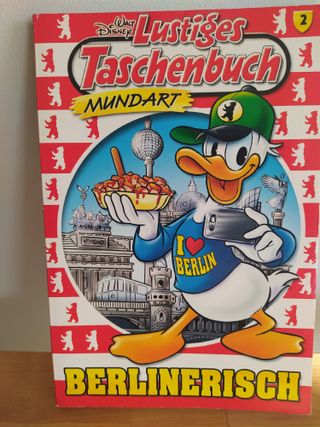 Walt
Disney
Lustiges
Taschenbuch
2
MUNDART
I ❤
BERLIN
BERLINERISCH